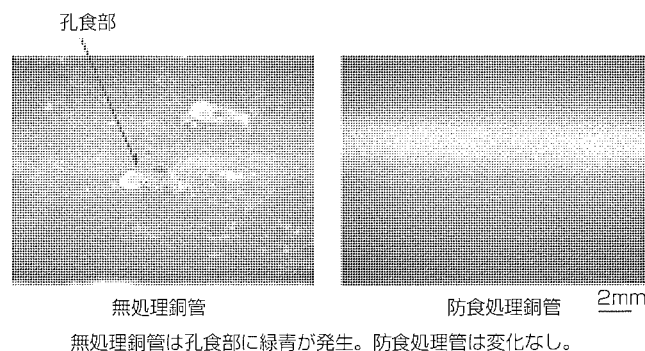 孔食部
無処理銅管
防食処理銅管
2mm
無処理銅管は孔食部に緑青が発生。防食処理管は変化なし。